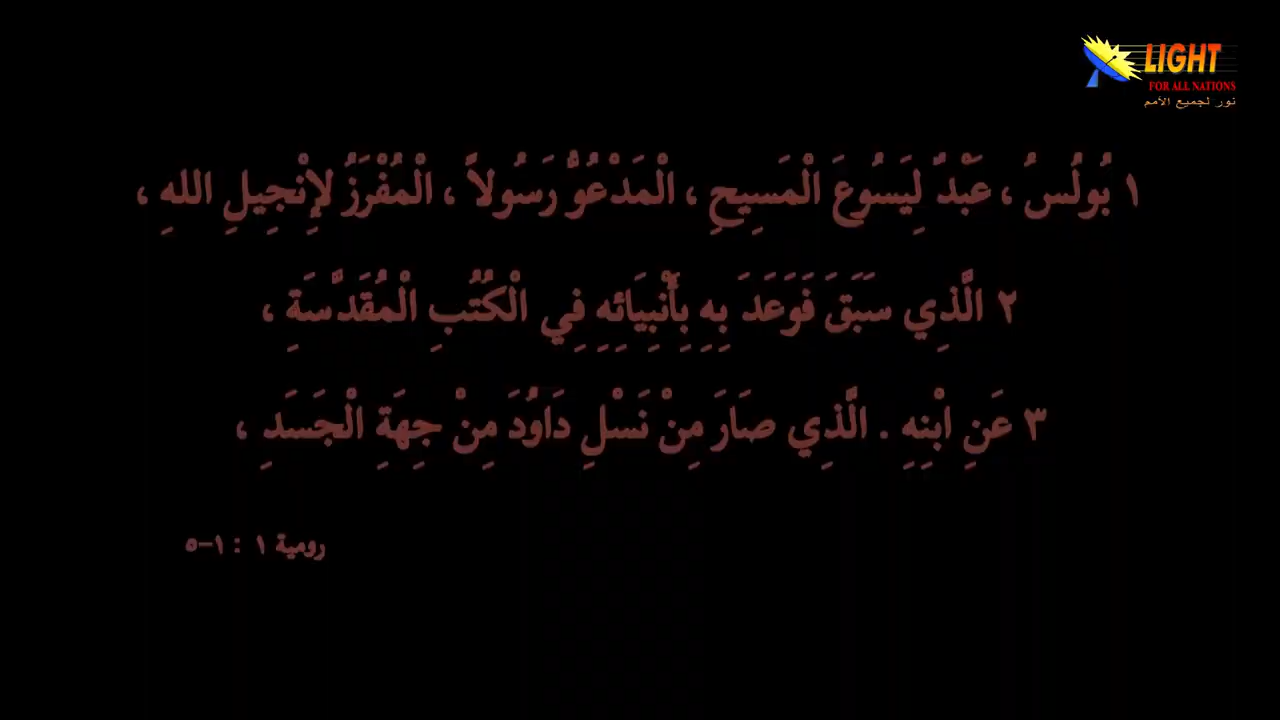 LIGHT
FOR ALL NATIONS
نور لجميع الأمم
١ بُولُسُ ، عَبْدٌ لِيَسُوعَ الْمَسِيحِ ، الْمَدْعُوُّ رَسُولاً ، الْمُفْرَزُ لإِنْجِيلِ اللهِ ،
٢ الَّذِي سَبَقَ فَوَعَدَ بِهِ بِأَنْبِيَائِهِ فِي الْكُتُبِ الْمُقَدَّسَةِ ،
٣ عَنِ ابْنِهِ . الَّذِي صَارَ مِنْ نَسْلِ دَاوُدَ مِنْ جِهَةِ الْجَسَدِ ،
رومية ١ : ١-٥